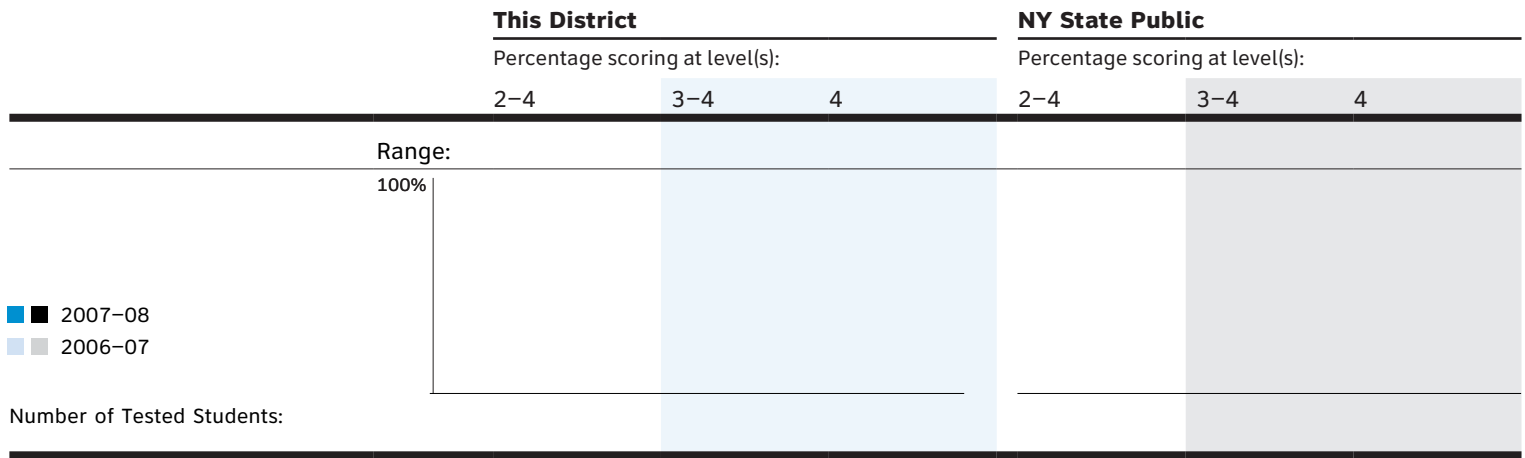 This District NY State Public
Percentage scoring at level(s): Percentage scoring at level(s):
2–4 3–4 4 2–4 3–4 4
Range:
100%
2007–08
2006–07
Number of Tested Students: